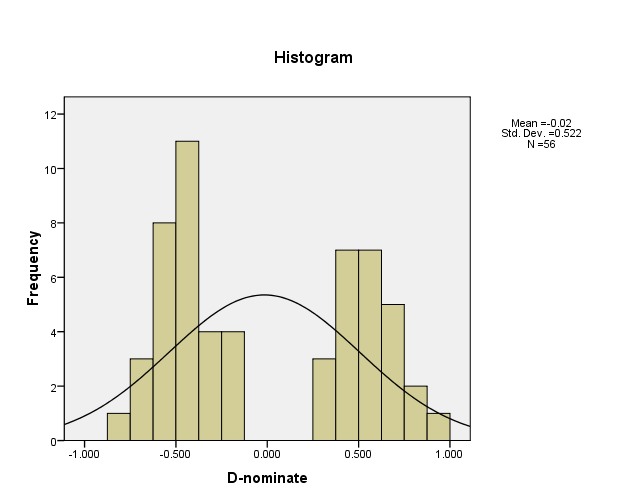 Histogram
Mean =-0.02
Std. Dev. =0.522
N =56
12
10
8
6
4
2
0
Frequency
-1.000 -0.500 0.000 0.500 1.000
D-nominate